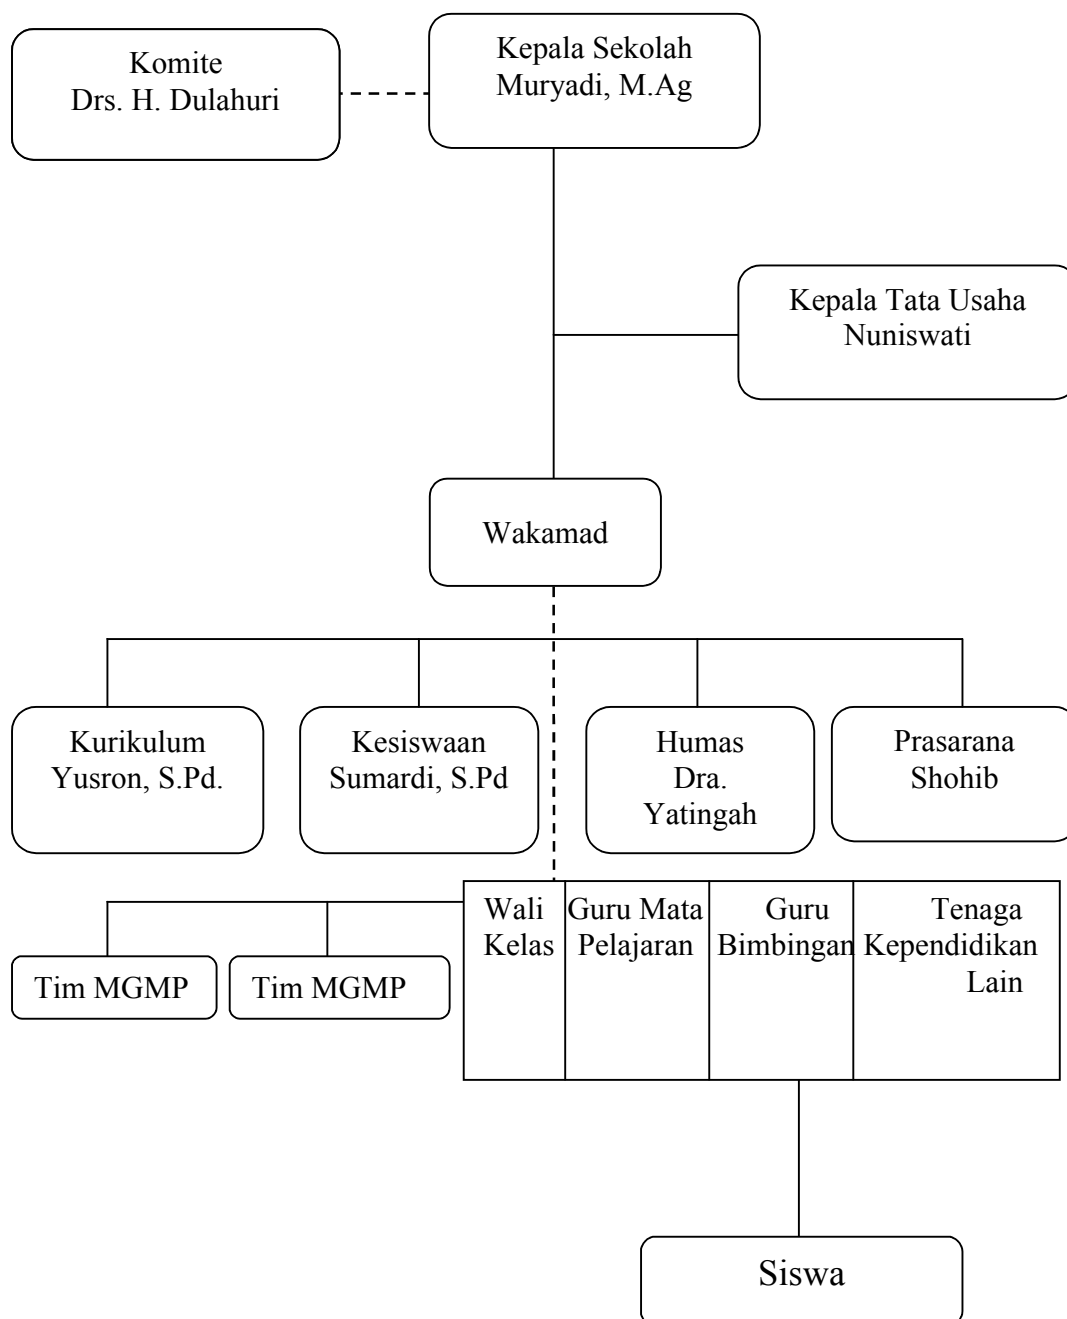 Komite
Drs. H. Dulahuri
Kepala Sekolah
Muryadi, M.Ag
Kepala Tata Usaha
Nuniswati
Wakamad
Kurikulum
Yusron, S.Pd.
Kesiswaan
Sumardi, S.Pd
Humas
Dra.
Yatingah
Prasarana
Shohib
Tim MGMP
Tim MGMP
Wali
Kelas
Guru Mata
Pelajaran
Guru
Bimbingan
Tenaga
Kependidikan
Lain
Siswa